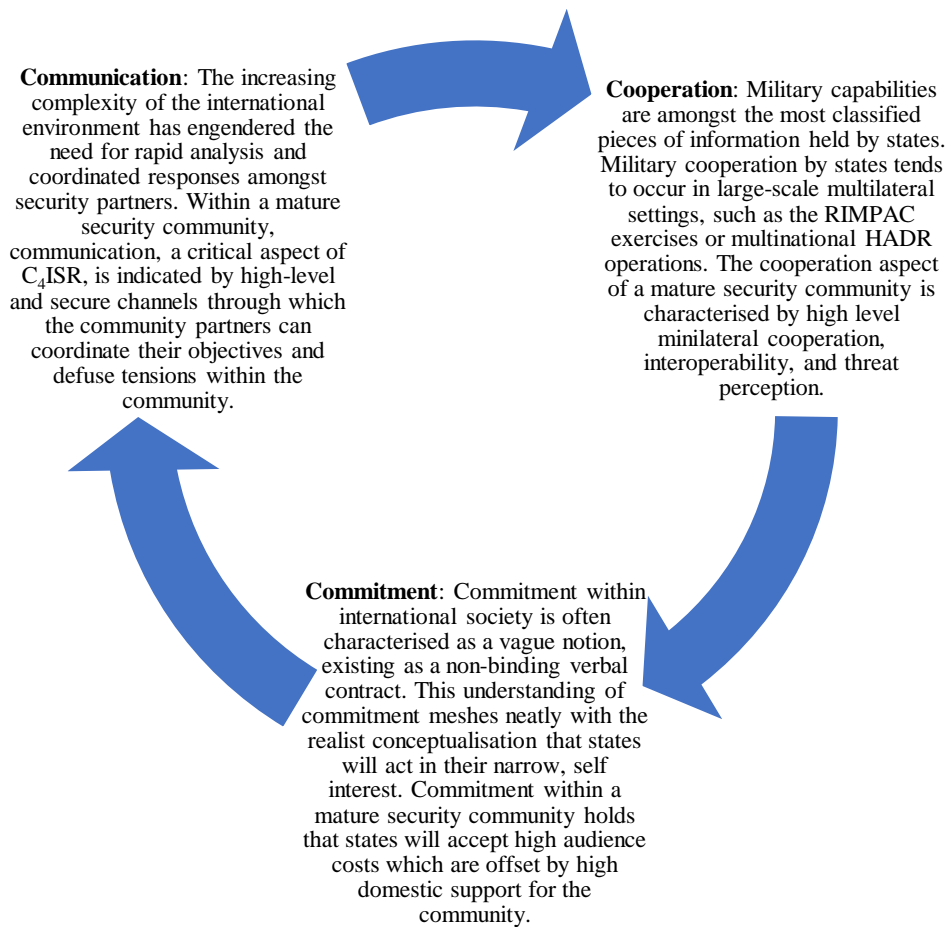 Communication: The increasing
complexity of the international
environment has engendered the
need for rapid analysis and
coordinated responses amongst
security partners. Within a mature
security community,
communication, a critical aspect of
C₄ISR, is indicated by high-level
and secure channels through which
the community partners can
coordinate their objectives and
defuse tensions within the
community.
Cooperation: Military capabilities
are amongst the most classified
pieces of information held by states.
Military cooperation by states tends
to occur in large-scale multilateral
settings, such as the RIMPAC
exercises or multinational HADR
operations. The cooperation aspect
of a mature security community is
characterised by high level
minilateral cooperation,
interoperability, and threat
perception.
Commitment: Commitment within
international society is often
characterised as a vague notion,
existing as a non-binding verbal
contract. This understanding of
commitment meshes neatly with the
realist conceptualisation that states
will act in their narrow, self
interest. Commitment within a
mature security community holds
that states will accept high audience
costs which are offset by high
domestic support for the
community.